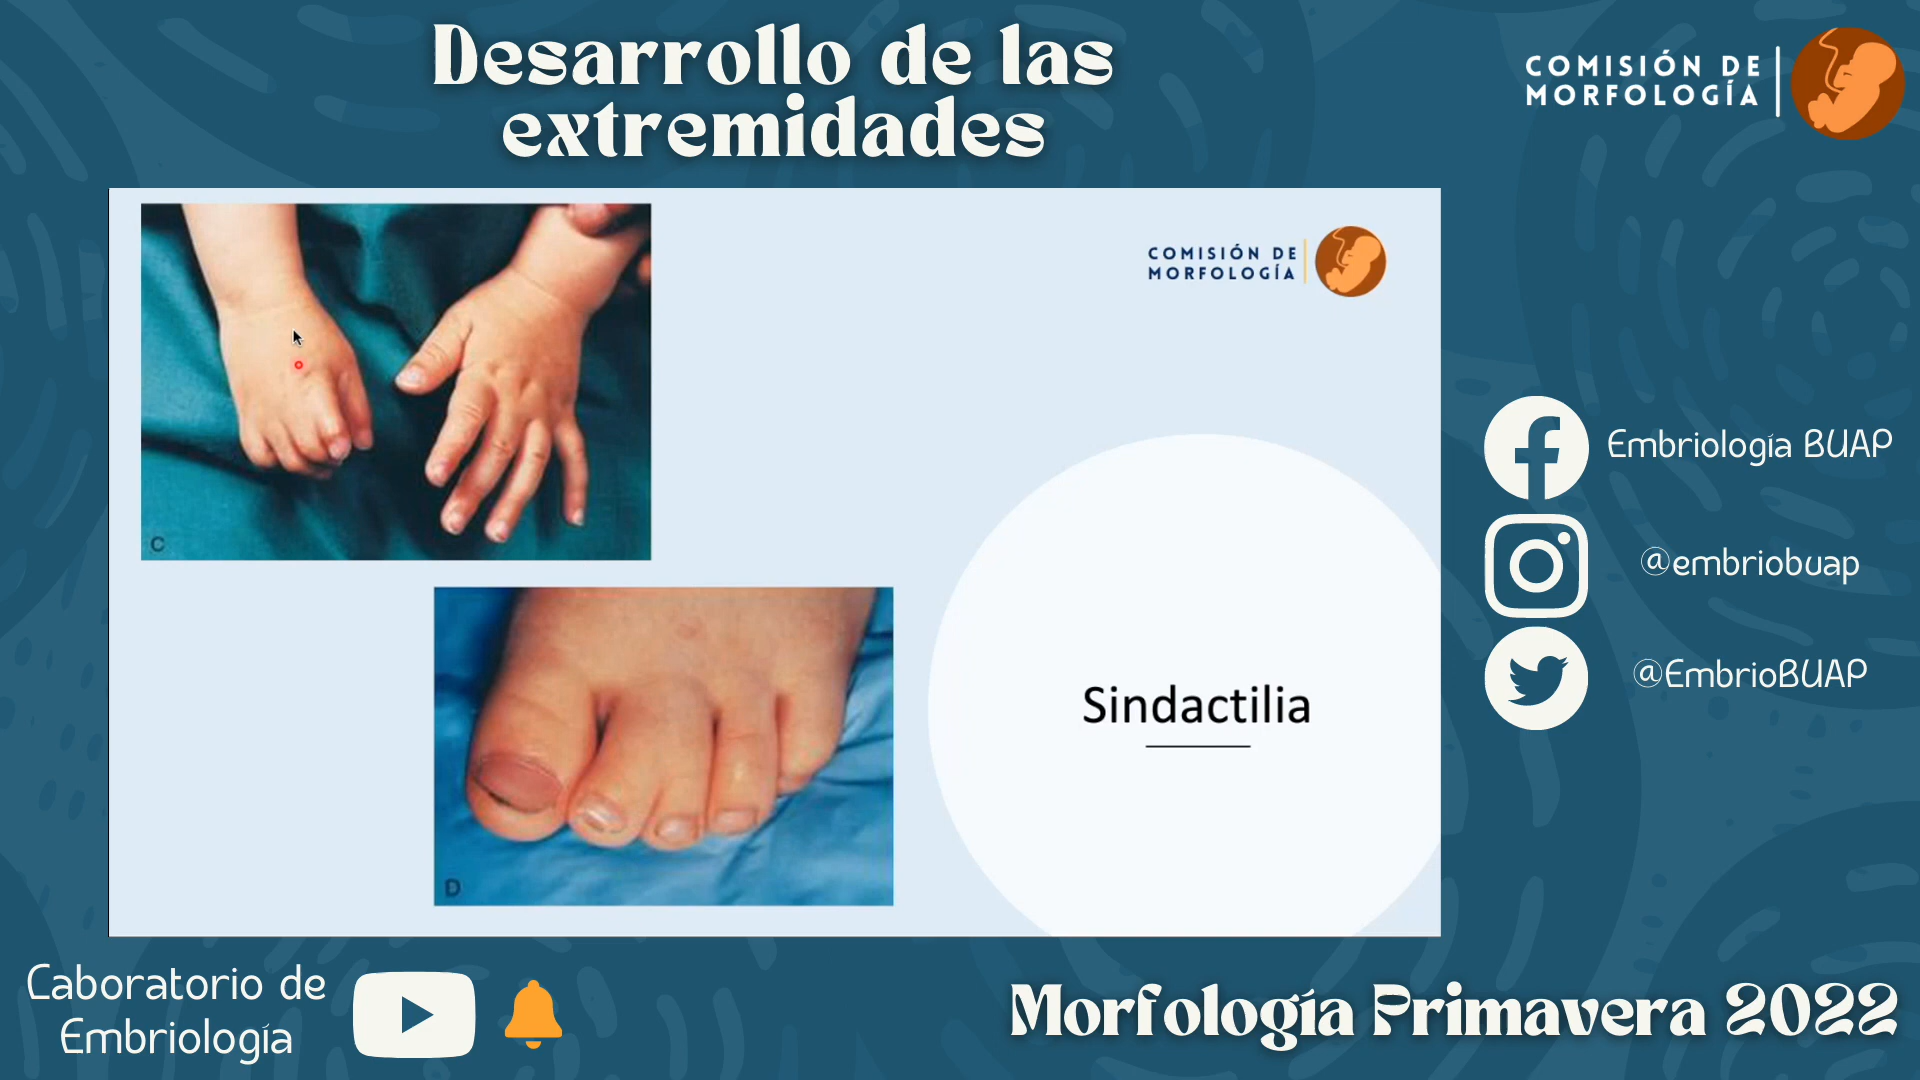 Desarrollo de las
extremidades
COMISIÓN DE
MORFOLOGÍA
COMISIÓN DE
MORFOLOGÍA
C
D
Sindactilia
Embriología BUAP
@embriobuap
@EmbrioBUAP
Laboratorio de
Embriología
Morfología Primavera 2022